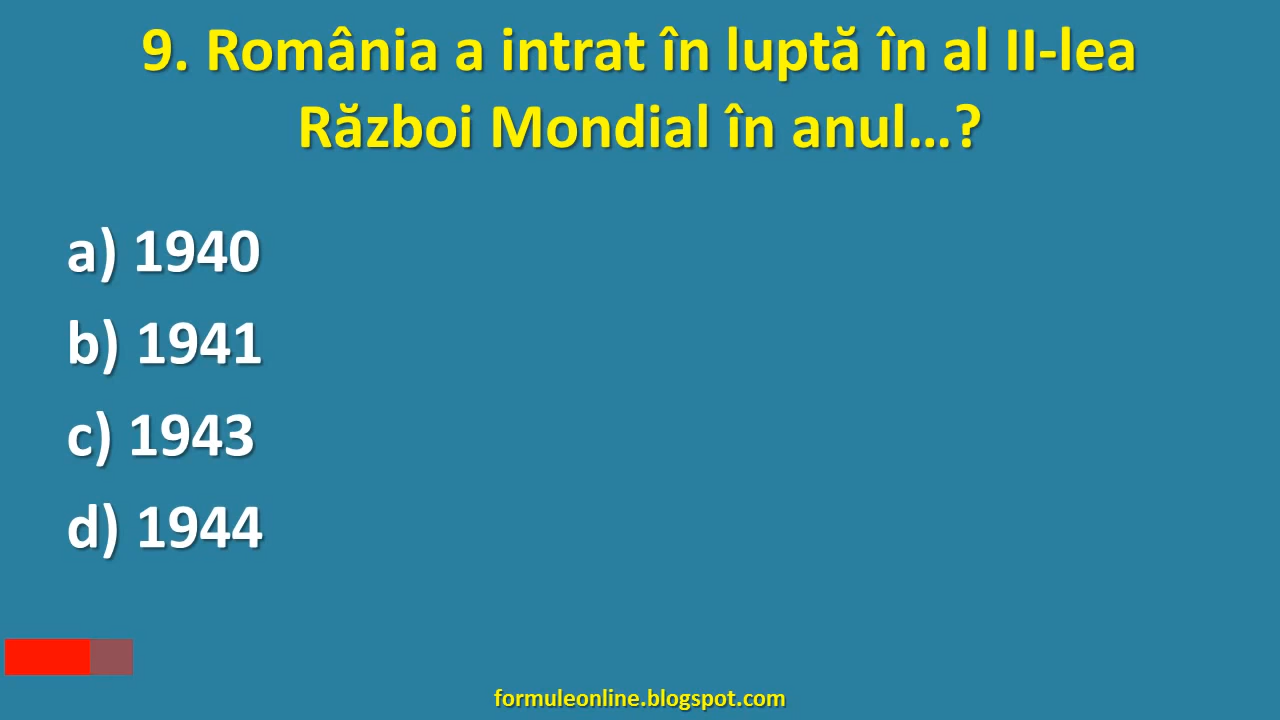 9. România a intrat în luptă în al II-lea
Război Mondial în anul...?
a) 1940
b) 1941
c) 1943
d) 1944
formuleonline.blogspot.com